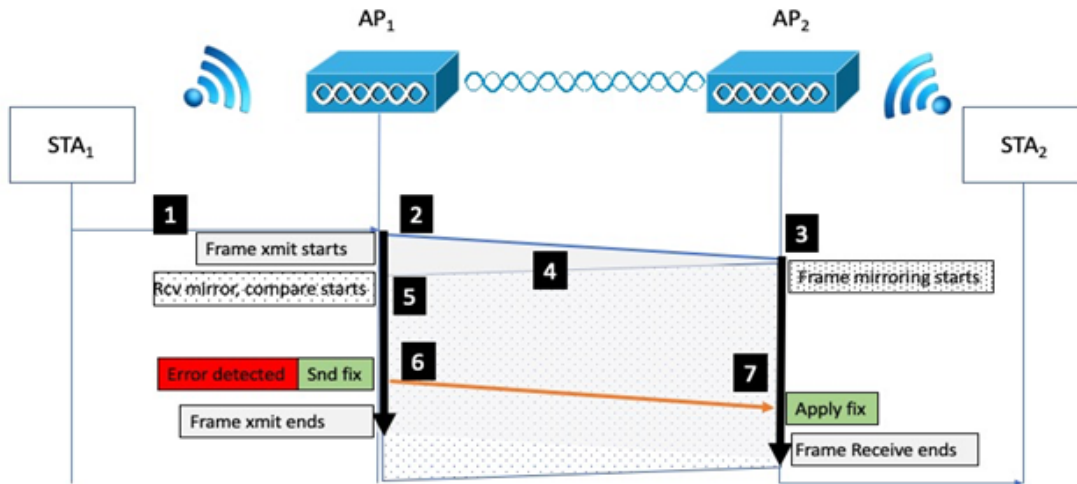 AP1
AP2
STA1
STA2
1
2
3
Frame xmit starts
4
Frame mirroring starts
Rcv mirror, compare starts
5
6
7
Error detected
Snd fix
Apply fix
Frame xmit ends
Frame Receive ends